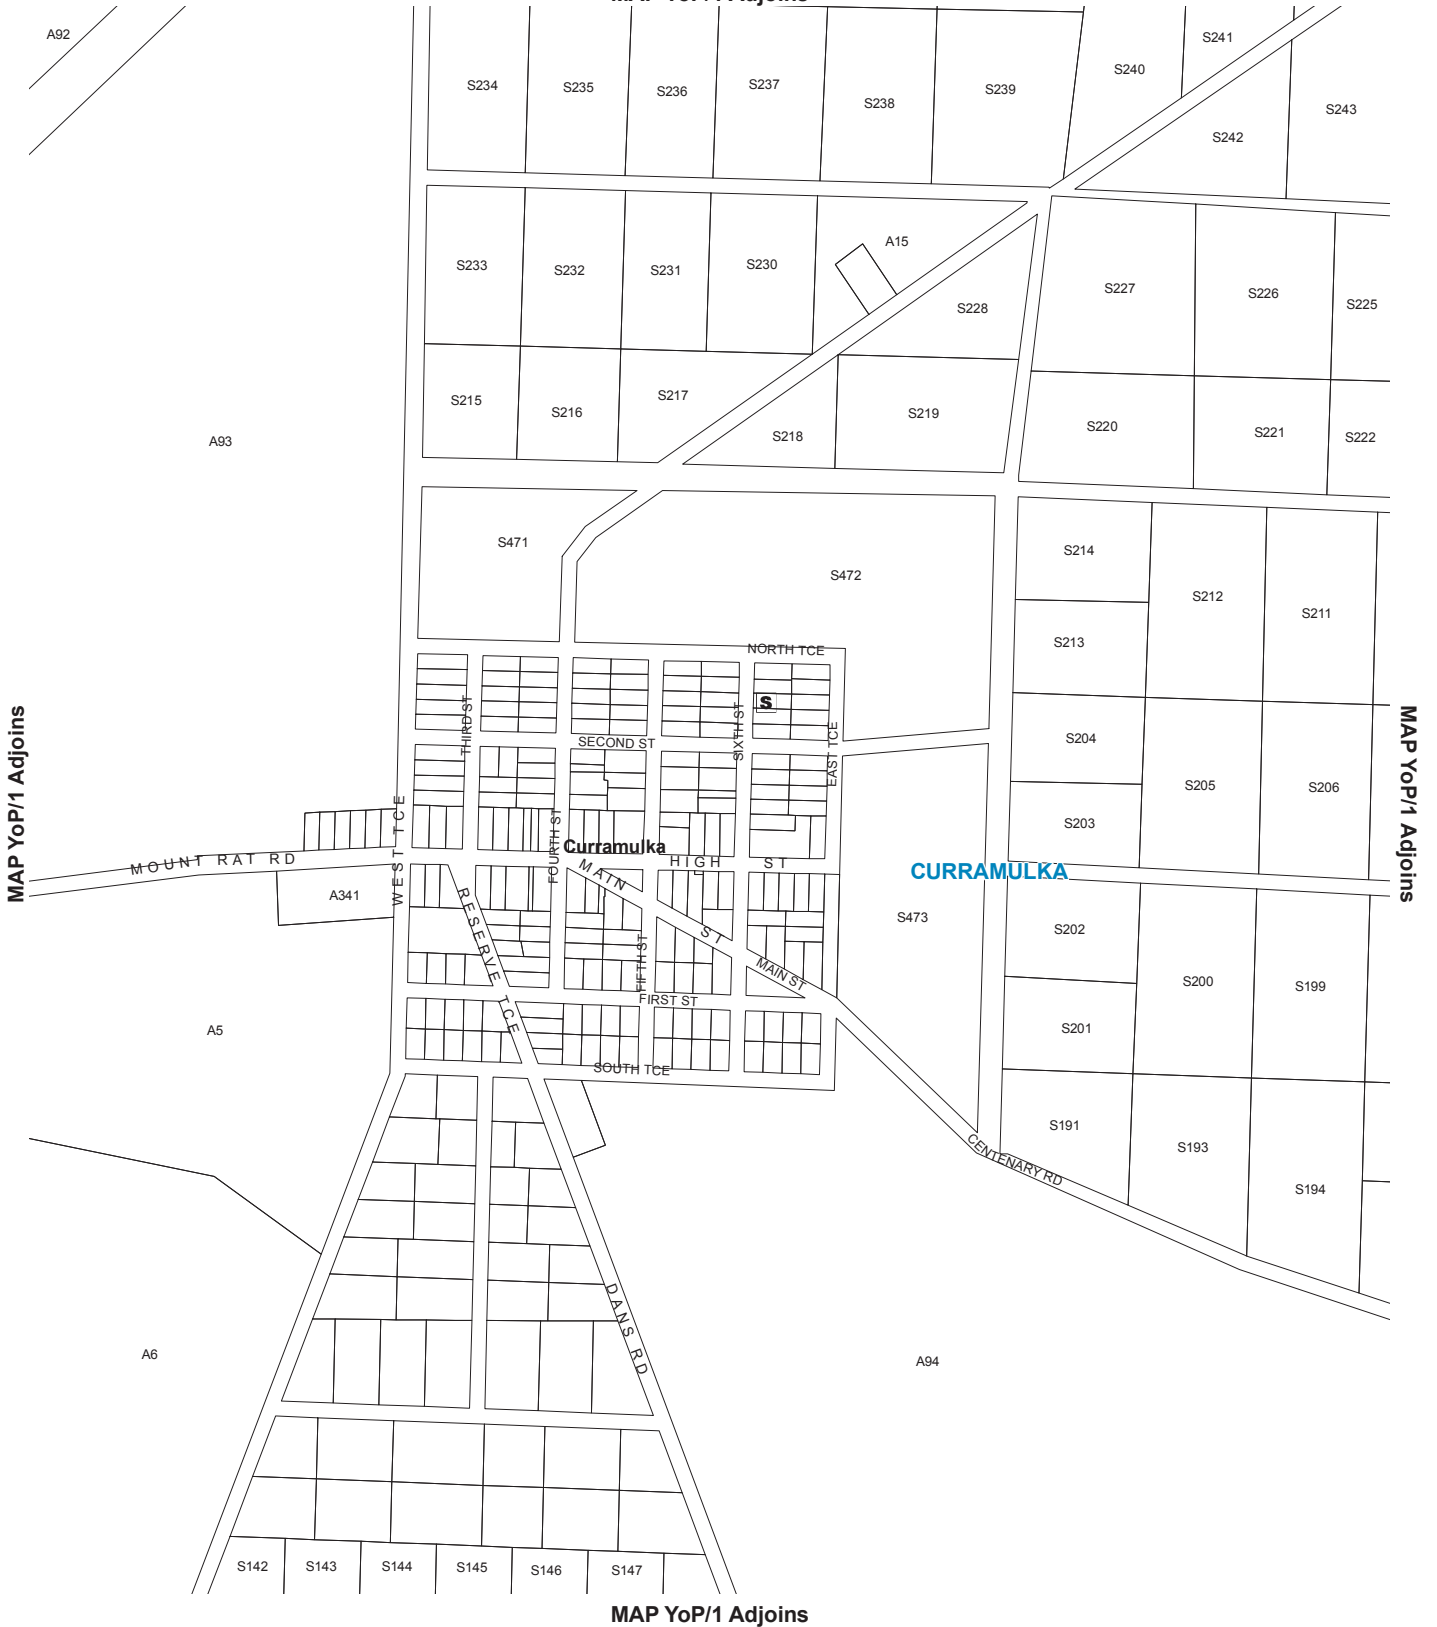 MAP YoP/1 Adjoins
A92
S241
S240
S234
S235
S236
S237
S238
S239
S243
S242
A15
S233
S232
S231
S230
S227
S226
S225
S228
S215
S216
S217
S218
S219
S220
S221
S222
A93
S471
S472
S214
S212
S211
S213
NORTH TCE
THIRD ST
SIXTH ST
S
SECOND ST
EAST TCE
S204
S205
S206
S203
MAP YoP/1 Adjoins
MAP YoP/1 Adjoins
WEST TCE
FOURTH ST
Curramulka
MOUNT RAT RD
HIGH ST
MAIN ST
CURRAMULKA
A341
RESERVE TCE
S473
S202
FIFTH ST
MAIN ST
S200
S199
FIRST ST
A5
S201
SOUTH TCE
S191
S193
CENTENARY RD
S194
DANS RD
A6
A94
S142
S143
S144
S145
S146
S147
MAP YoP/1 Adjoins